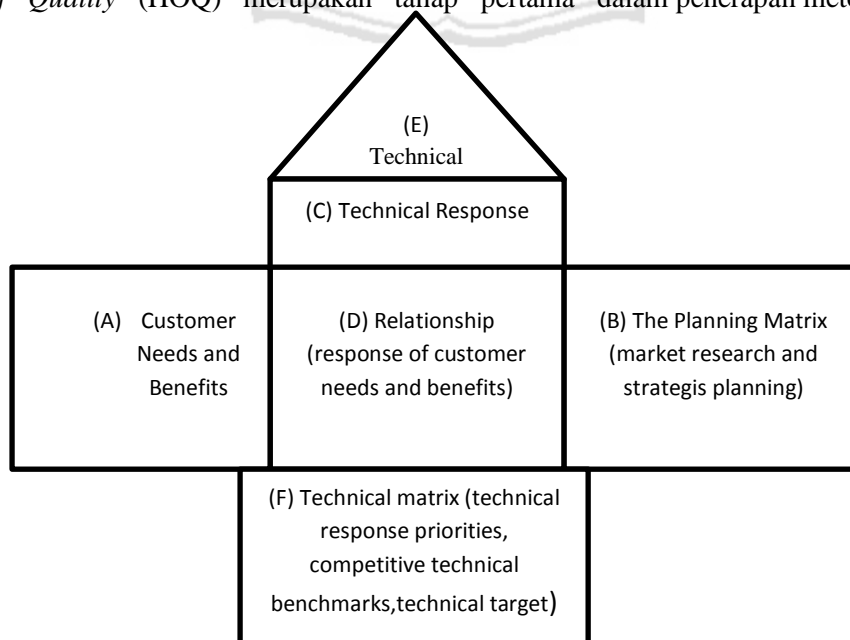 Quality (HOQ) merupakan tahap pertama dalam penerapan
(E)
Technical
(C) Technical Response
(A) Customer
Needs and
Benefits
(D) Relationship
(response of customer
needs and benefits)
(B) The Planning Matrix
(market research and
strategis planning)
(F) Technical matrix (technical
response priorities,
competitive technical
benchmarks,technical target)